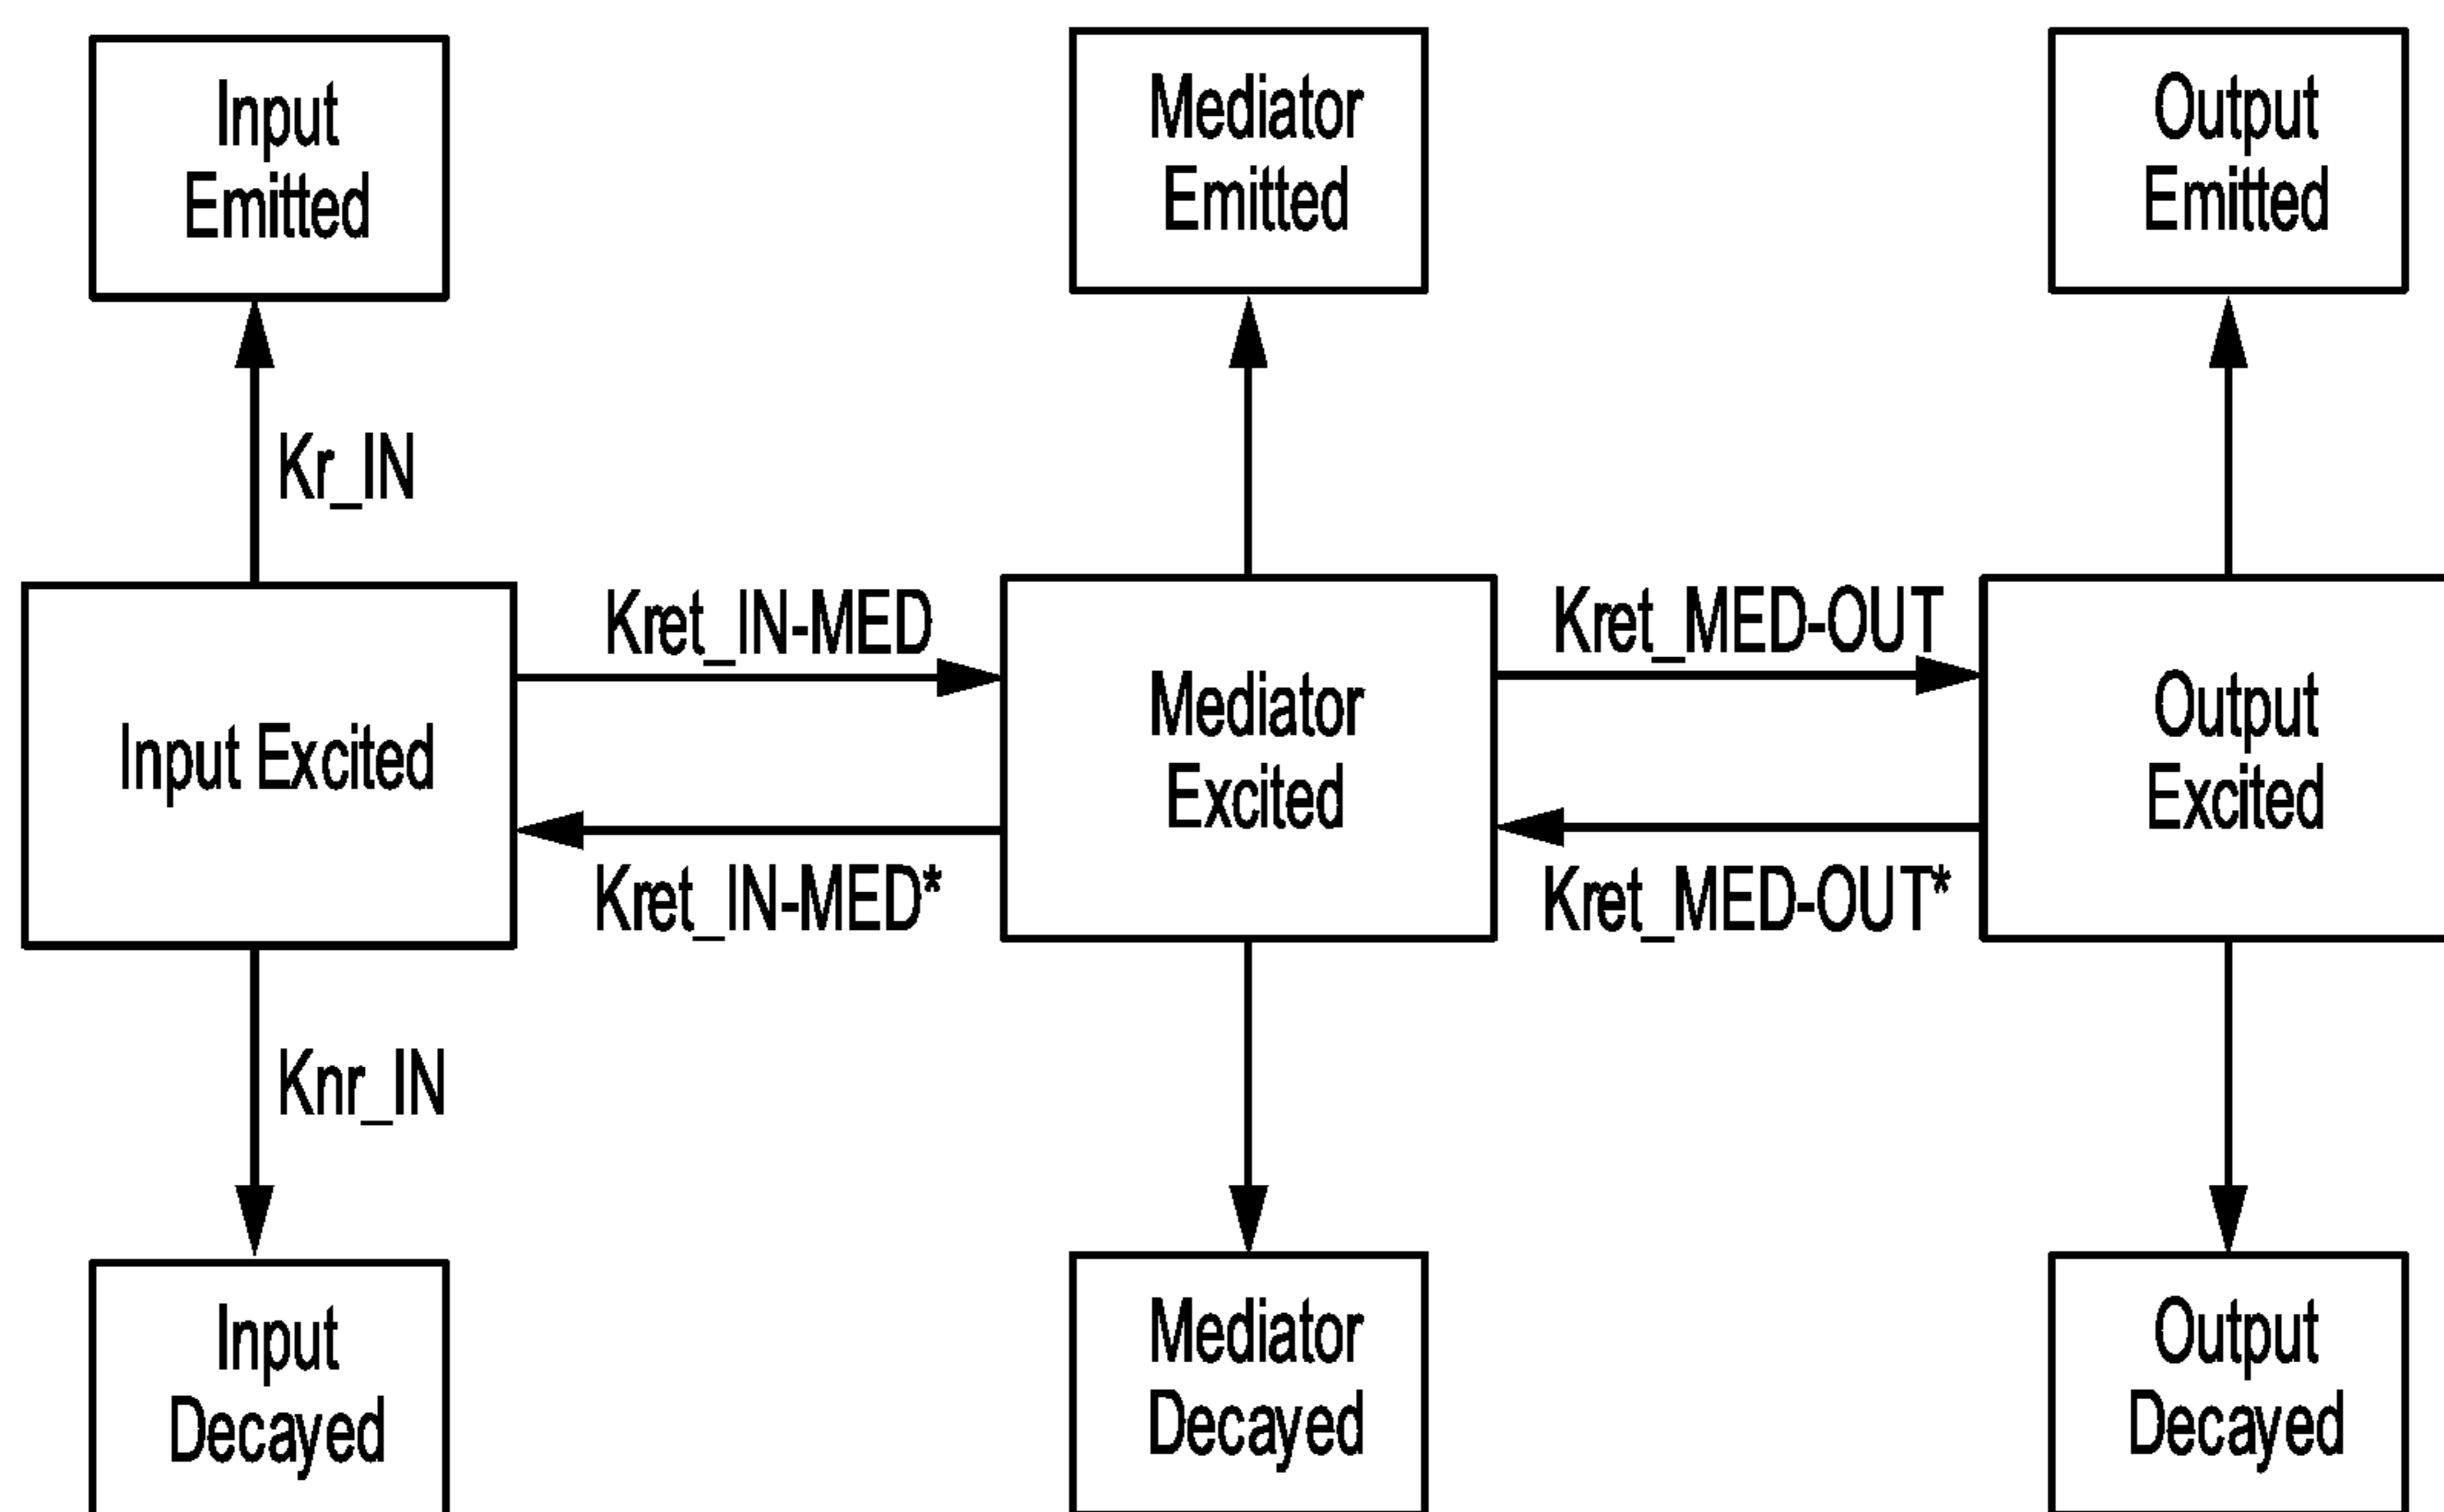 Input
Emitted
Mediator
Emitted
Output
Emitted
Kr_IN
Kret_IN-MED
Kret_MED-OUT
Input Excited
Mediator
Excited
Output
Excited
Kret_IN-MED*
Kret_MED-OUT*
Knr_IN
Input
Decayed
Mediator
Decayed
Output
Decayed